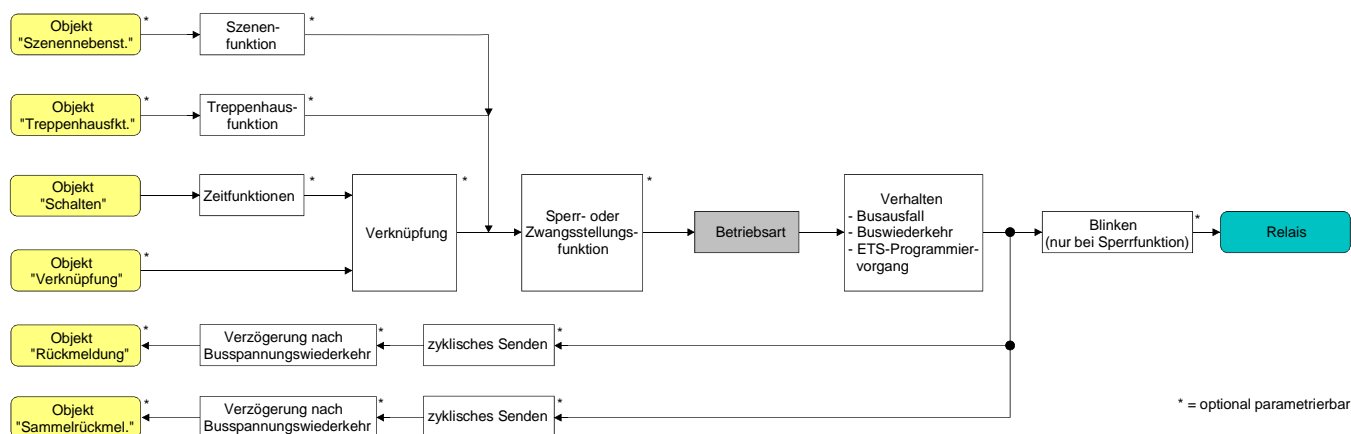 Objekt
"Szenennebenst."
*
Szenen-
funktion
*
Objekt
"Treppenhausfkt."
*
Treppenhaus-
funktion
*
Objekt
"Schalten"
Zeitfunktionen
*
Verknüpfung
*
Sperr- oder
Zwangsstellungs-
funktion
*
Betriebsart
Verhalten
- Busausfall
- Buswiederkehr
- ETS-Programmier-
vorgang
Blinken
(nur bei Sperrfunktion)
*
Relais
Objekt
"Verknüpfung"
*
Objekt
"Rückmeldung"
*
Verzögerung nach
Busspannungswiederkehr
*
zyklisches Senden
*
Objekt
"Sammelrückmel."
*
Verzögerung nach
Busspannungswiederkehr
*
zyklisches Senden
*
* = optional parametrierbar